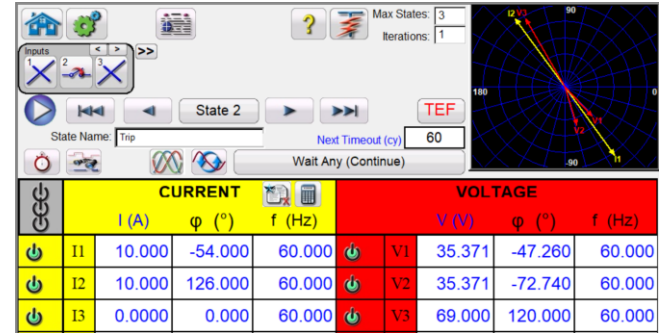 Max States: 3
Iterations: 1
Inputs < > >>
1 2 3
State 2 TEF
State Name: Trip Next Timeout (cy) 60
Wait Any (Continue)
I2 V3 90
180 0
V1
V2
I1
-90
CURRENT VOLTAGE
I (A) φ (°) f (Hz) V (V) φ (°) f (Hz)
I1 10.000 -54.000 60.000 V1 35.371 -47.260 60.000
I2 10.000 126.000 60.000 V2 35.371 -72.740 60.000
I3 0.0000 0.000 60.000 V3 69.000 120.000 60.000